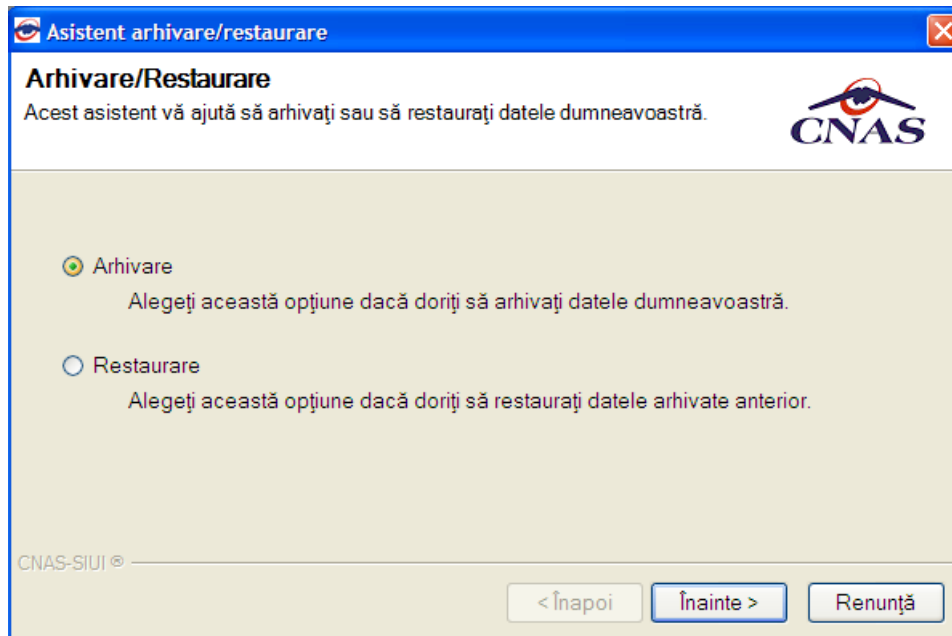 Asistent arhivare/restaurare
Arhivare/Restaurare
Acest asistent vă ajută să arhivaţi sau să restauraţi datele dumneavoastră.
CNAS
Arhivare
Alegeţi această opţiune dacă doriţi să arhivaţi datele dumneavoastră.
Restaurare
Alegeţi această opţiune dacă doriţi să restauraţi datele arhivate anterior.
CNAS-SIUI ®
< Înapoi
Înainte >
Renunţă